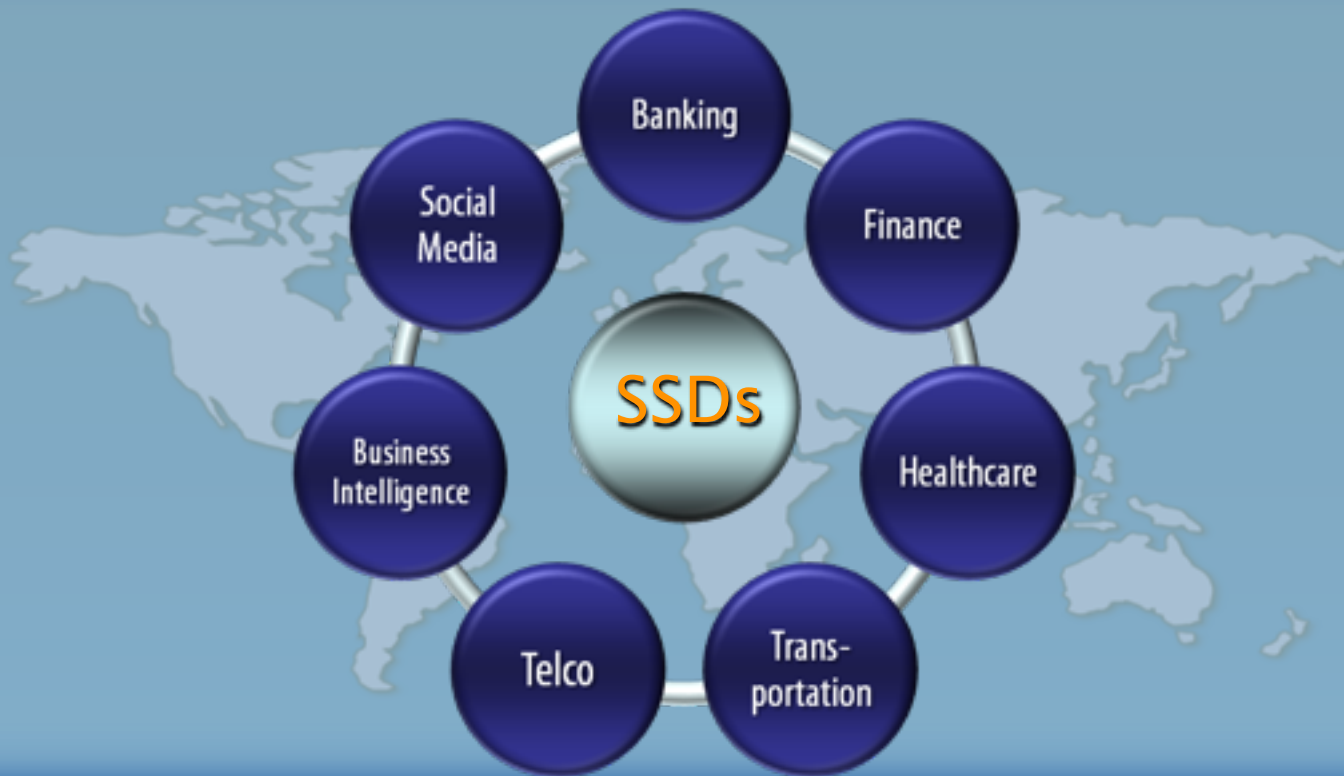 Banking
Social
Media
Finance
SSDs
Business
Intelligence
Healthcare
Telco
Trans-
portation